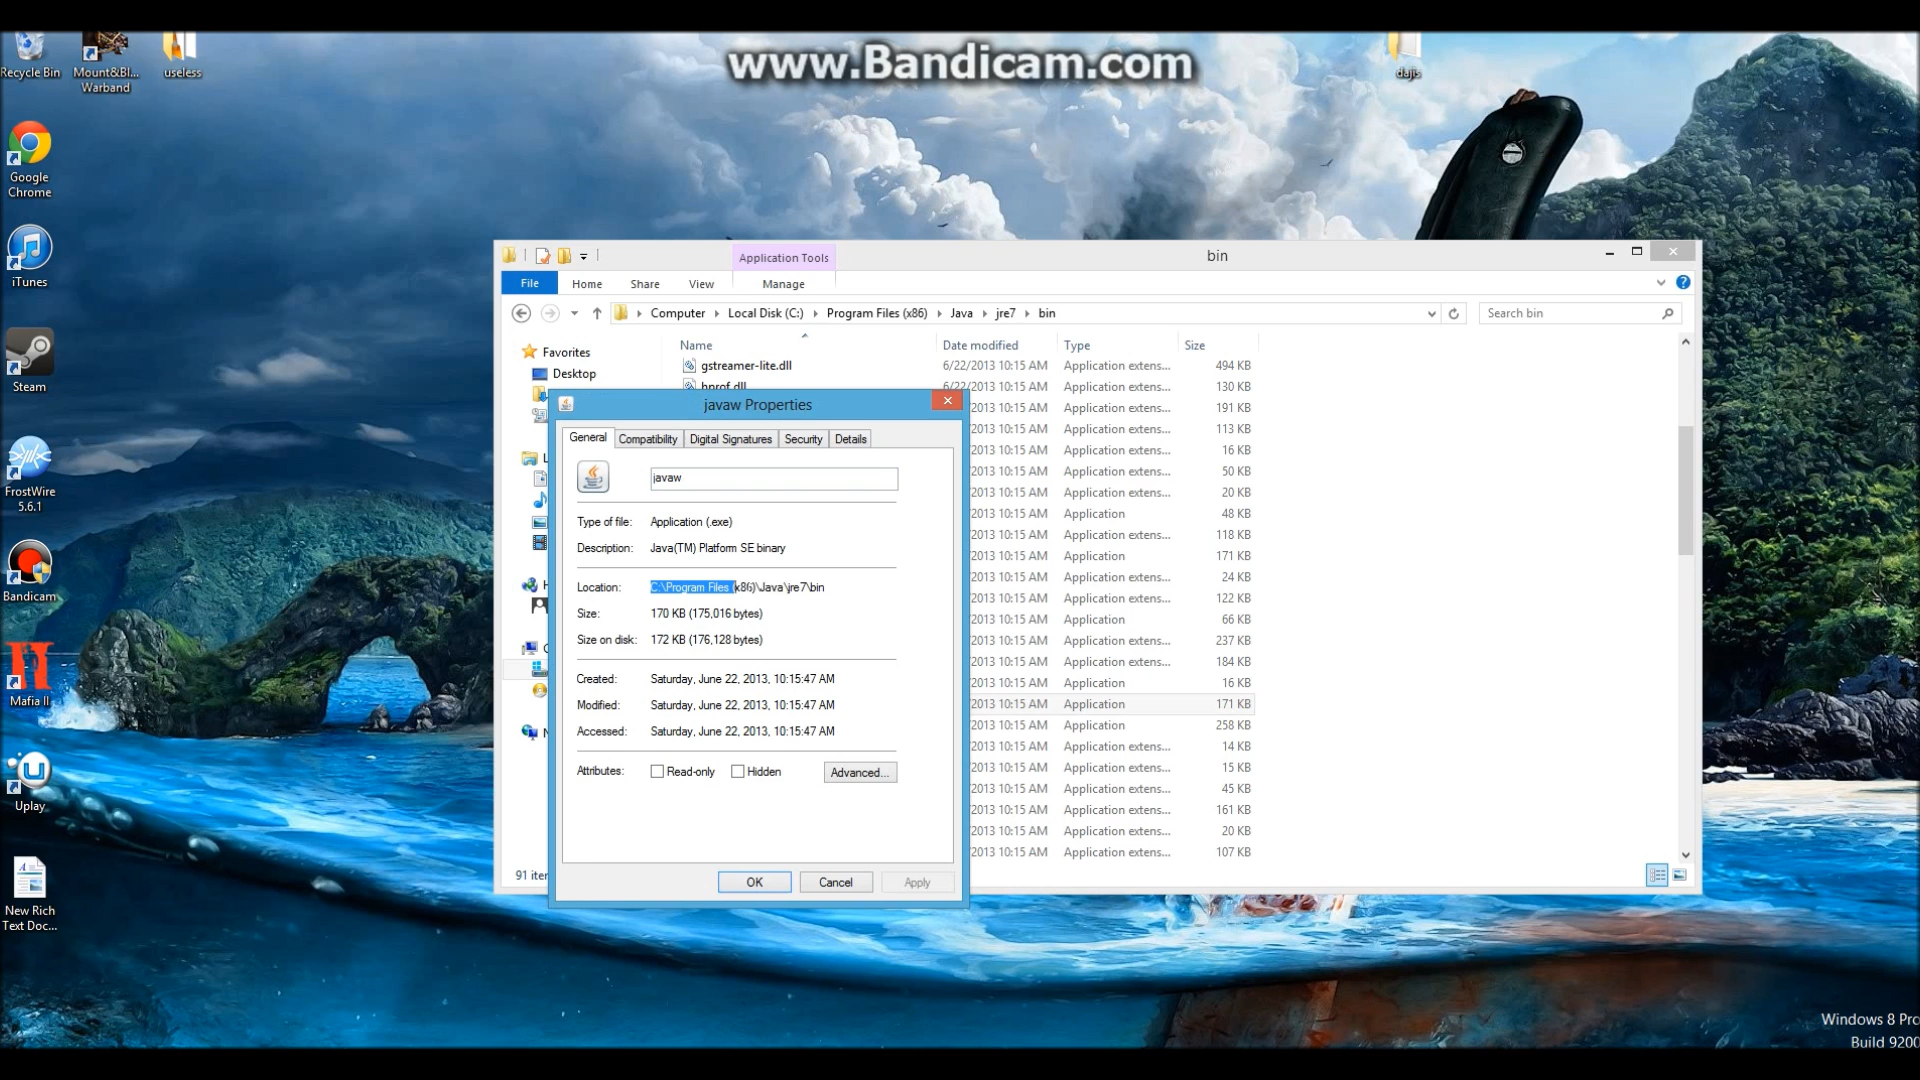 www.Bandicam.com
Recycle Bin
Mount&Bl...
Warband
useless
dajis
Google
Chrome
iTunes
Steam
FrostWire
5.6.1
Bandicam
Mafia II
Uplay
New Rich
Text Doc...
Application Tools
bin
File
Home
Share
View
Manage
Computer
Local Disk (C:)
Program Files (x86)
Java
jre7
bin
Search bin
Name
Date modified
Type
Size
Favorites
Desktop
gstreamer-lite.dll 6/22/2013 10:15 AM Application extens... 494 KB
hprof.dll 6/22/2013 10:15 AM Application extens... 130 KB
/2013 10:15 AM Application extens... 191 KB
/2013 10:15 AM Application extens... 113 KB
/2013 10:15 AM Application extens... 16 KB
/2013 10:15 AM Application extens... 50 KB
/2013 10:15 AM Application extens... 20 KB
/2013 10:15 AM Application 48 KB
/2013 10:15 AM Application extens... 118 KB
/2013 10:15 AM Application 171 KB
/2013 10:15 AM Application extens... 24 KB
/2013 10:15 AM Application extens... 122 KB
/2013 10:15 AM Application 66 KB
/2013 10:15 AM Application extens... 237 KB
/2013 10:15 AM Application extens... 184 KB
/2013 10:15 AM Application 16 KB
/2013 10:15 AM Application 171 KB
/2013 10:15 AM Application 258 KB
/2013 10:15 AM Application extens... 14 KB
/2013 10:15 AM Application extens... 15 KB
/2013 10:15 AM Application extens... 45 KB
/2013 10:15 AM Application extens... 161 KB
/2013 10:15 AM Application extens... 20 KB
/2013 10:15 AM Application extens... 107 KB
91 iter
javaw Properties
General
Compatibility
Digital Signatures
Security
Details
javaw
Type of file: Application (.exe)
Description: Java(TM) Platform SE binary
Location: C:\Program Files (x86)\Java\jre7\bin
Size: 170 KB (175,016 bytes)
Size on disk: 172 KB (176,128 bytes)
Created: Saturday, June 22, 2013, 10:15:47 AM
Modified: Saturday, June 22, 2013, 10:15:47 AM
Accessed: Saturday, June 22, 2013, 10:15:47 AM
Attributes: Read-only Hidden Advanced...
OK
Cancel
Apply
Windows 8 Pro
Build 9200